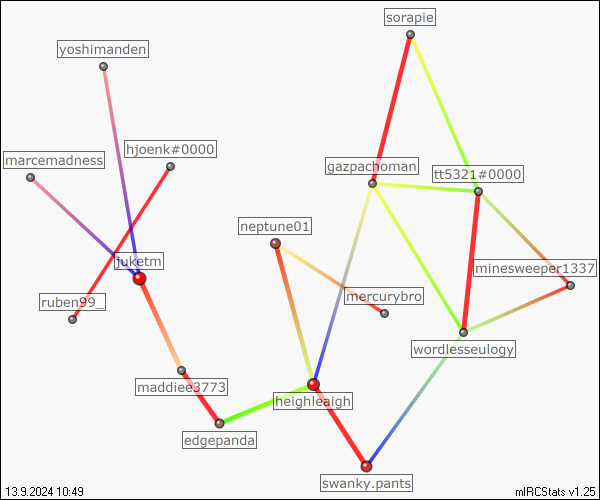 sorapie
yoshimanden
hjoenk#0000
marcemadness
gazpachoman
tt5321#0000
neptune01
juketm
minesweeper1337
ruben99_
mercurybro
wordlesseulogy
maddiee3773
heighleaigh
edgepanda
swanky.pants
13.9.2024 10:49
mIRCStats v1.25